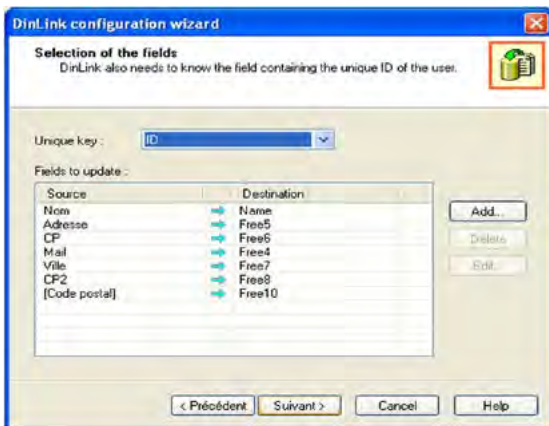 DinLink configuration wizard
Selection of the fields
DinLink also needs to know the field containing the unique ID of the user.
Unique key :
ID
Fields to update :
Source Destination
Nom Name
Adresse Free5
CP Free6
Mail Free4
Ville Free7
CP2 Free8
[Code postal] Free10
Add...
Delete
Edit...
< Précédent Suivant > Cancel Help